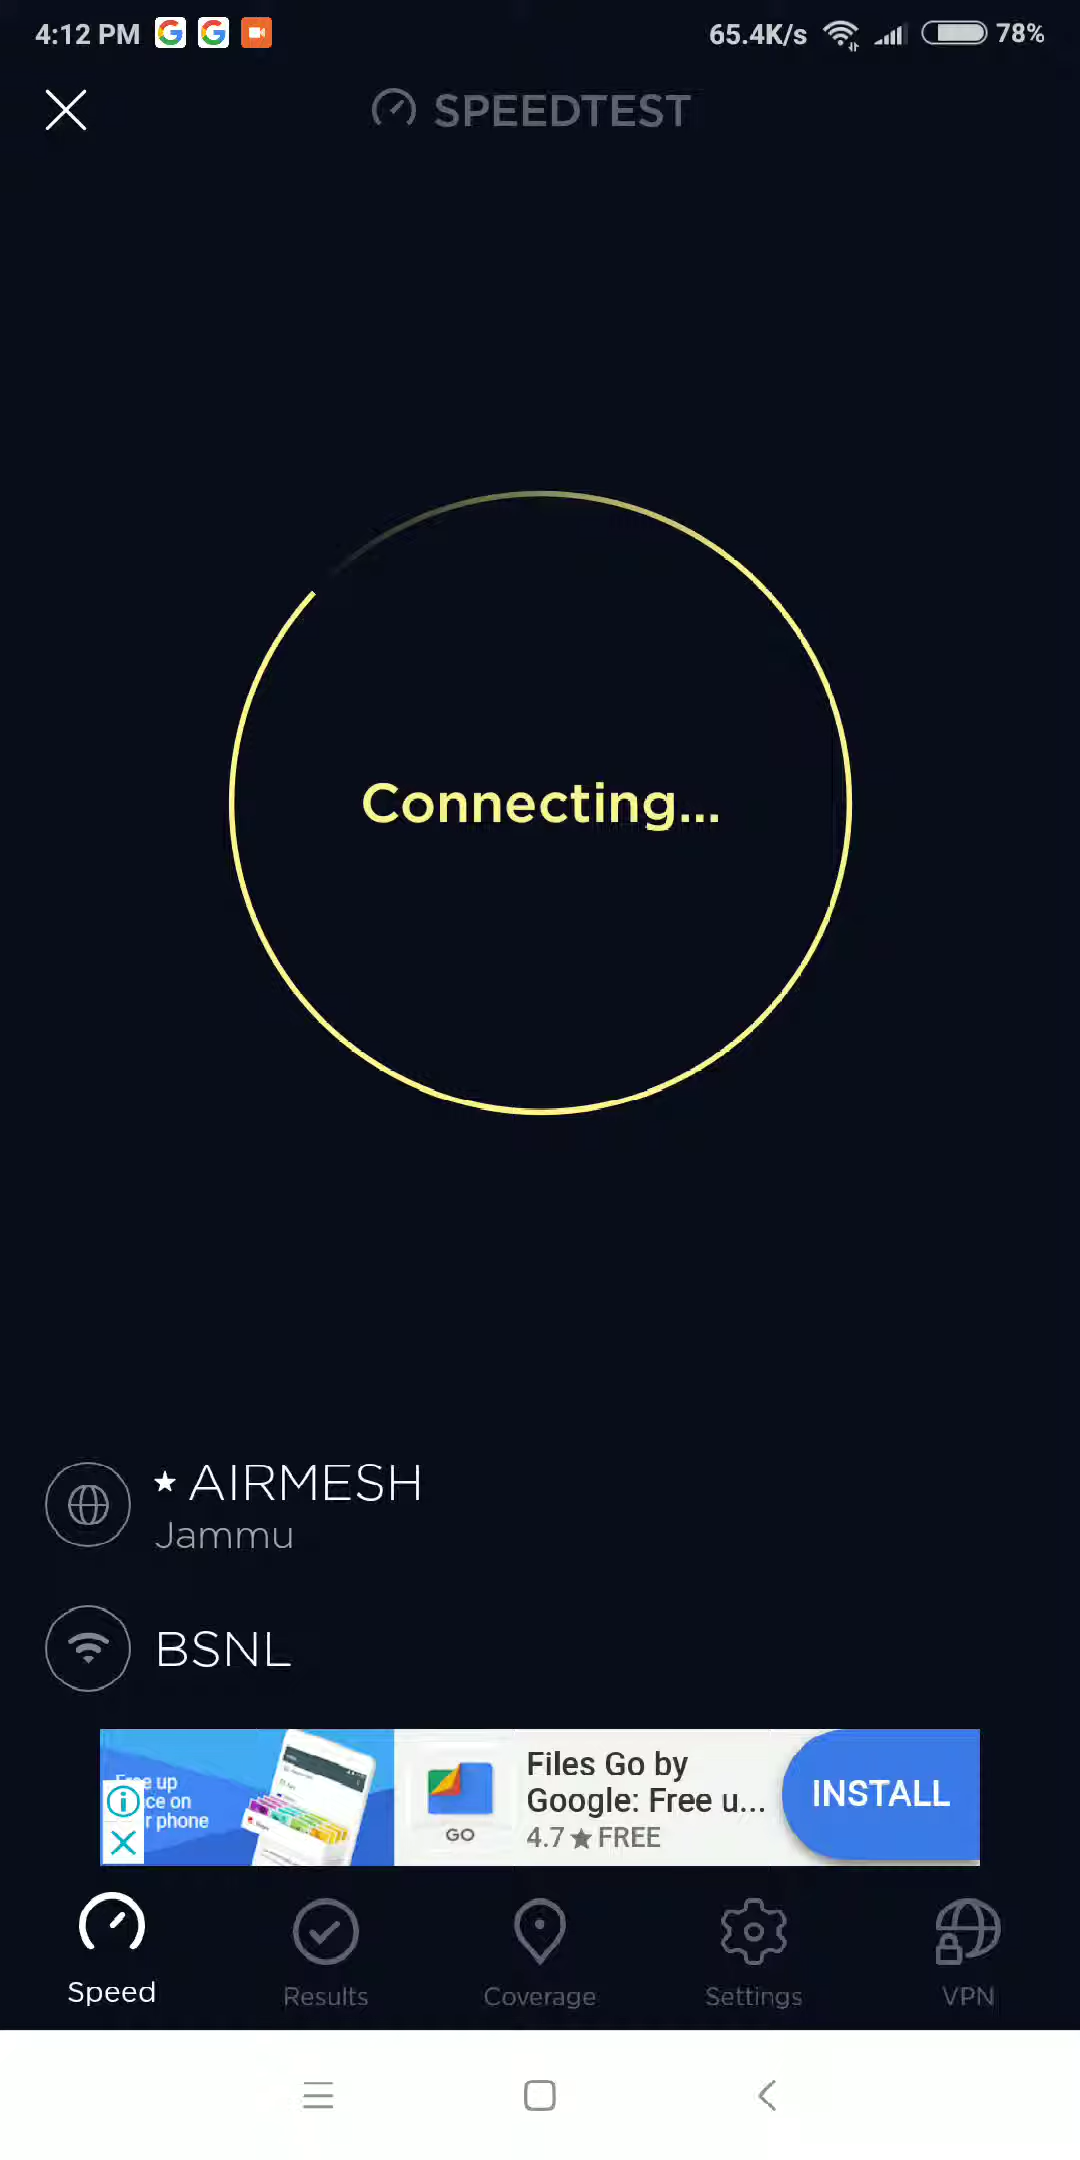 4:12 PM 65.4K/s 78%
SPEEDTEST
Connecting...
★ AIRMESH
Jammu
BSNL
up
on
phone
GO
Files Go by
Google: Free u...
4.7 ★ FREE
INSTALL
Speed Results Coverage Settings VPN